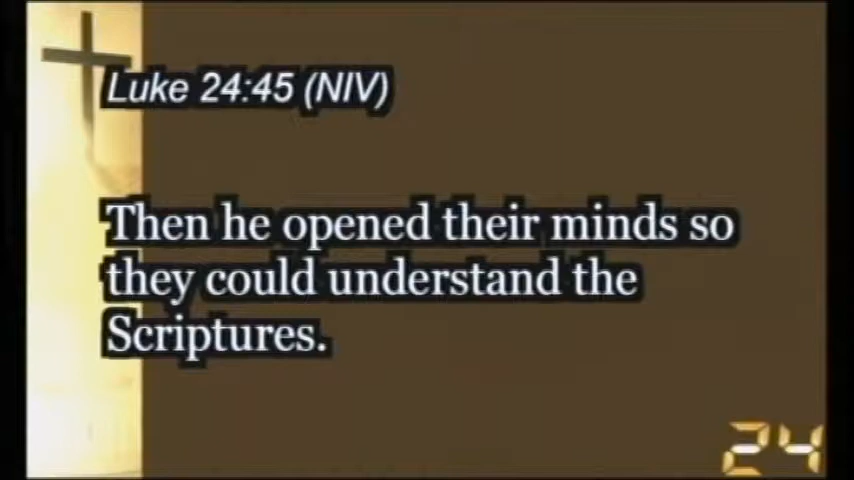 Luke 24:45 (NIV)
Then he opened their minds so
they could understand the
Scriptures.
24